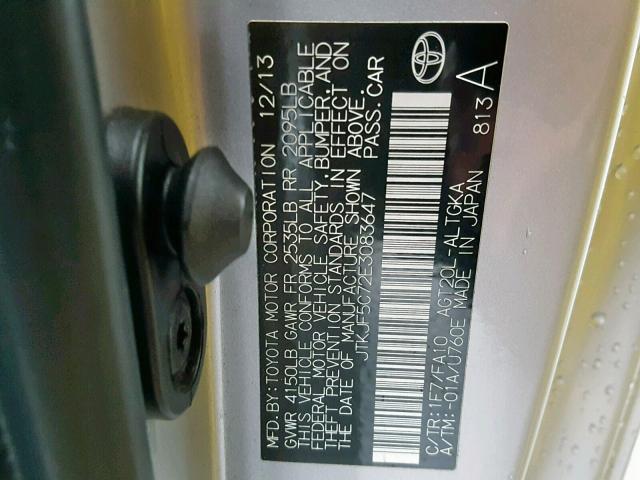 MFD. BY: TOYOTA MOTOR CORPORATION 12/13
GVWR 4150LB GAWR FR 2535LB RR 2095LB
THIS VEHICLE CONFORMS TO ALL APPLICABLE
FEDERAL MOTOR VEHICLE SAFETY, BUMPER, AND
THEFT PREVENTION STANDARDS IN EFFECT ON
THE DATE OF MANUFACTURE SHOWN ABOVE.
JTKJF5C72E3083647 PASS. CAR
C/TR: 1F7/FA10 AGT20L-ALTGKA
A/TM: -01A/U760E MADE IN JAPAN 813 A